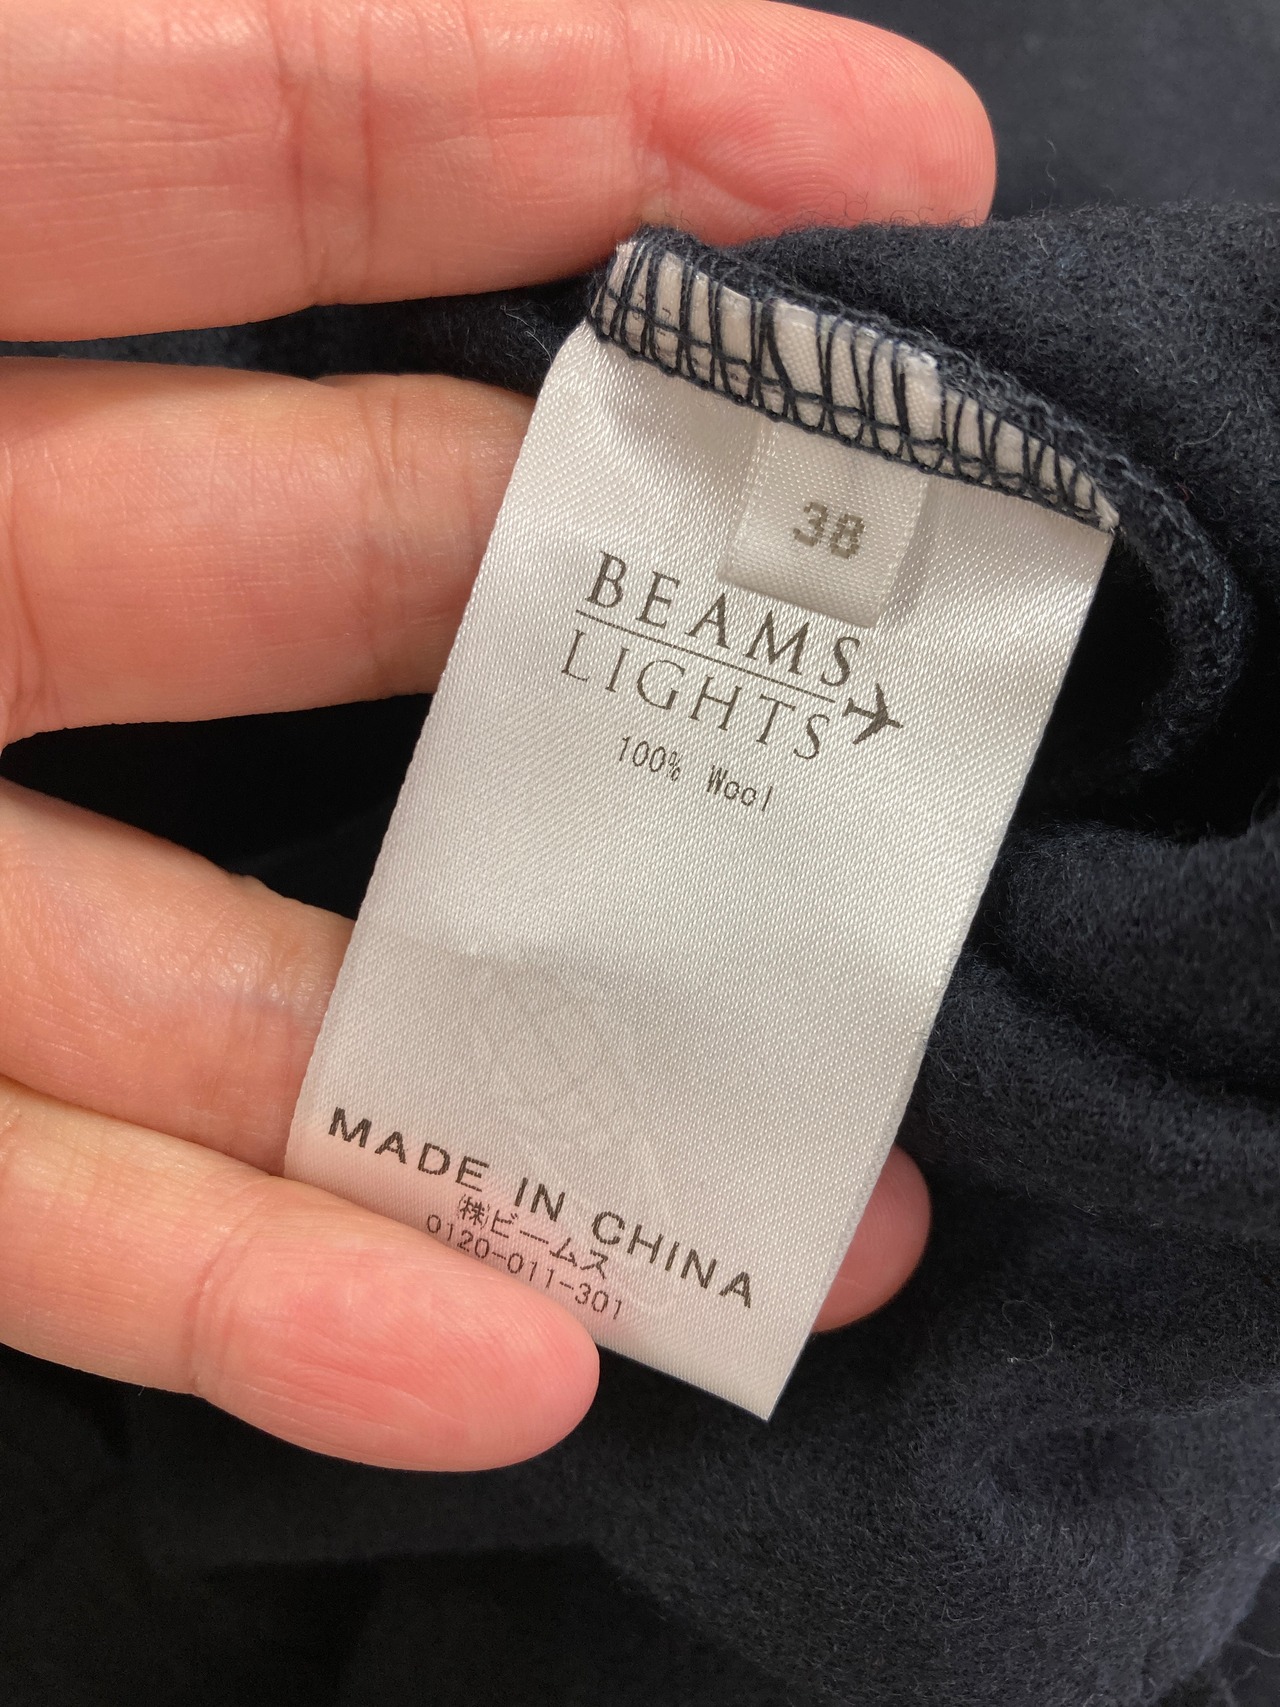 38
BEAMS
LIGHTS
100% Wool
MADE IN CHINA
㈱ビームス
0120-011-301